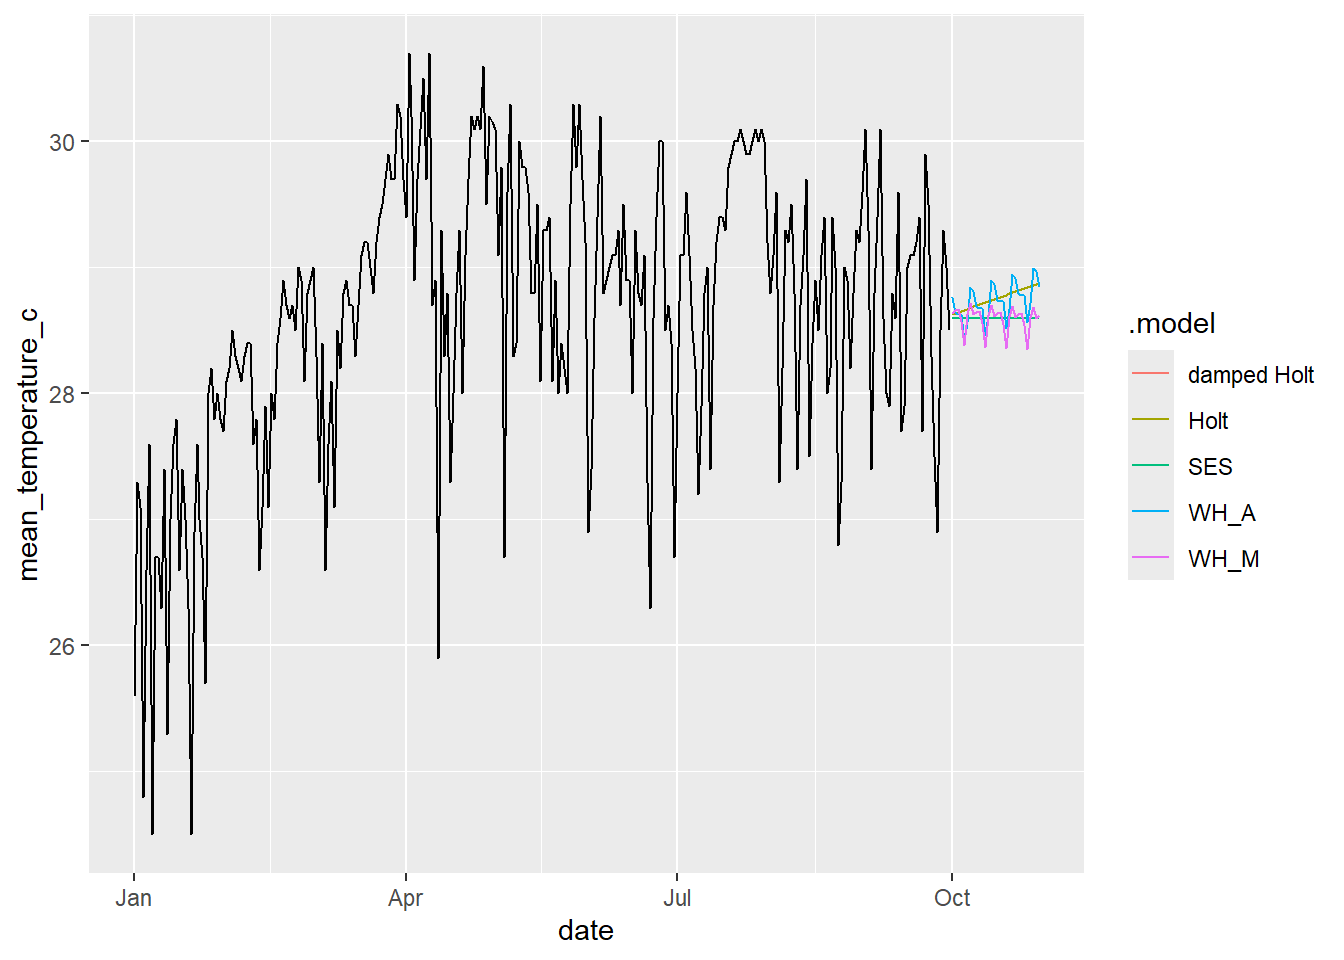 30
28
26
mean_temperature_c
Jan
Apr
Jul
Oct
date
.model
damped Holt
Holt
SES
WH_A
WH_M